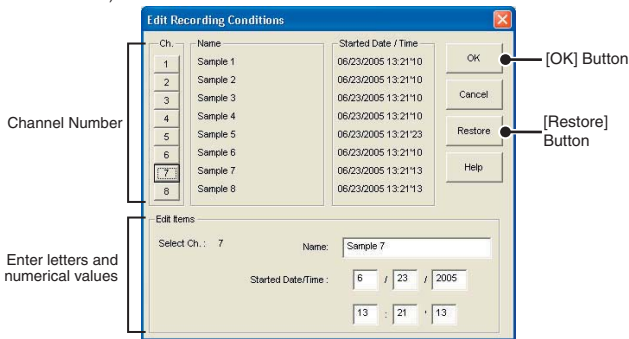 Edit Recording Conditions
Ch. Name Started Date / Time
1 Sample 1 06/23/2005 13:21'10 OK
2 Sample 2 06/23/2005 13:21'10
3 Sample 3 06/23/2005 13:21'10 Cancel
4 Sample 4 06/23/2005 13:21'10
5 Sample 5 06/23/2005 13:21'23 Restore
6 Sample 6 06/23/2005 13:21'10
7 Sample 7 06/23/2005 13:21'13 Help
8 Sample 8 06/23/2005 13:21'13
[OK] Button
Channel Number
[Restore]
Button
Edit Items
Select Ch.: 7 Name: Sample 7
Started Date/Time : 6 / 23 / 2005
13 : 21 ' 13
Enter letters and
numerical values